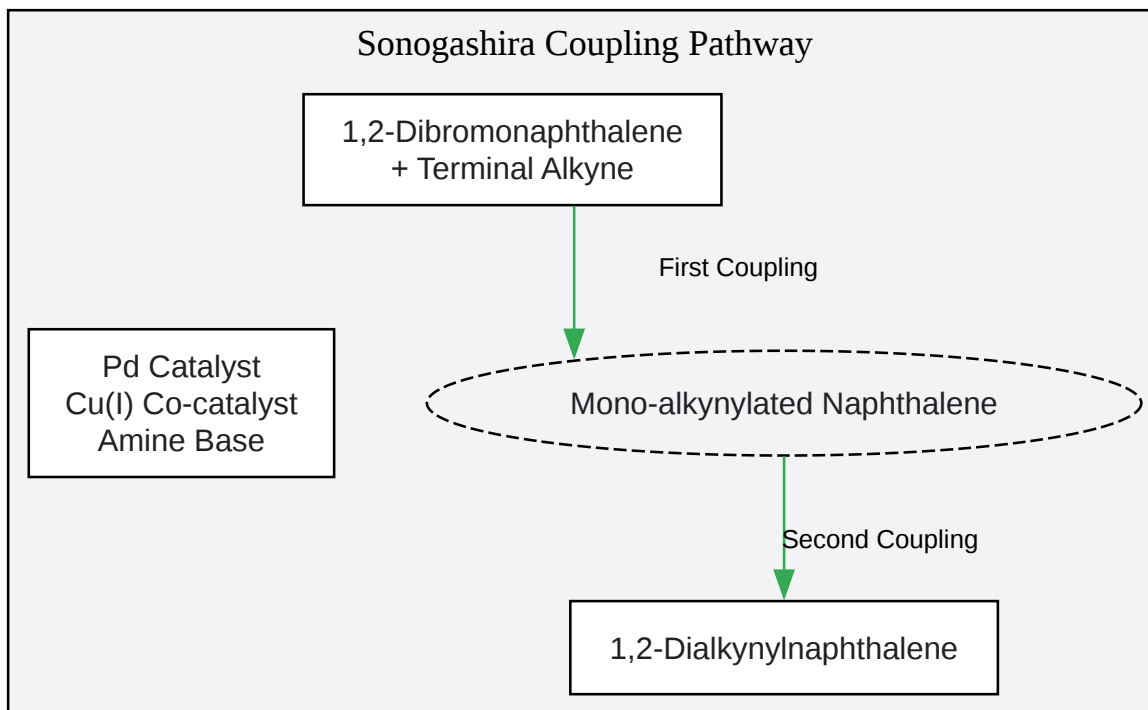 Sonogashira Coupling Pathway
1,2-Dibromonaphthalene
+ Terminal Alkyne
First Coupling
Pd Catalyst
Cu(I) Co-catalyst
Amine Base
Mono-alkynylated Naphthalene
Second Coupling
1,2-Dialkynylnaphthalene